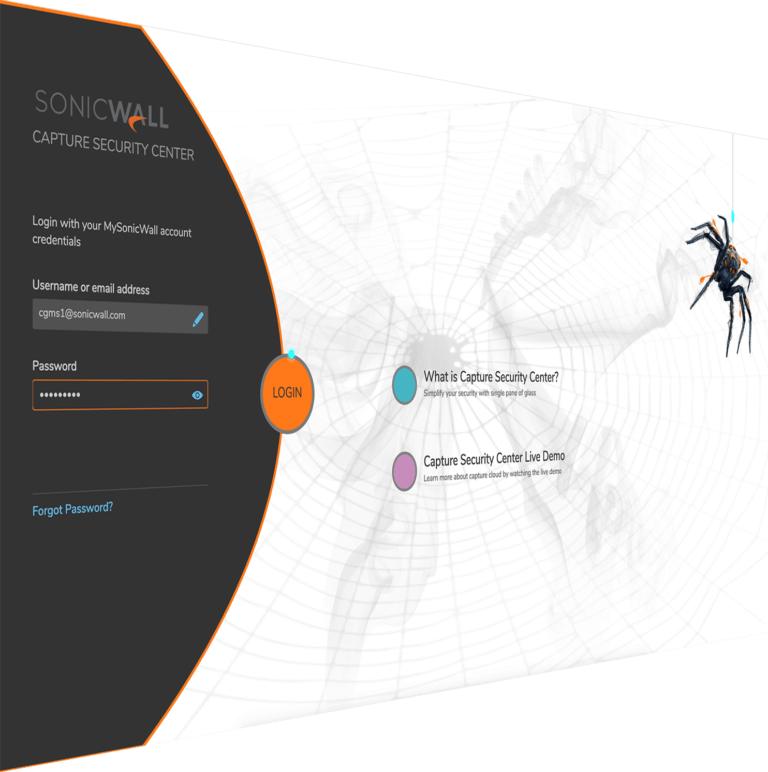 SONICWALL
CAPTURE SECURITY CENTER
Login with your MySonicWall account
credentials
Username or email address
cgms1@sonicwall.com
Password
•••••••••
Forgot Password?
LOGIN
What is Capture Security Center?
Simplify your security with single pane of glass
Capture Security Center Live Demo
Learn more about capture cloud by watching the live demo